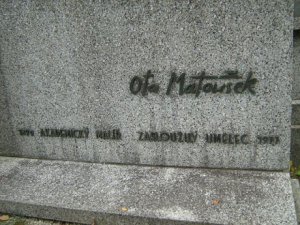 Ota Matoušek
AKADEMICKÝ MALÍŘ ZASLOUŽILÝ UMĚLEC